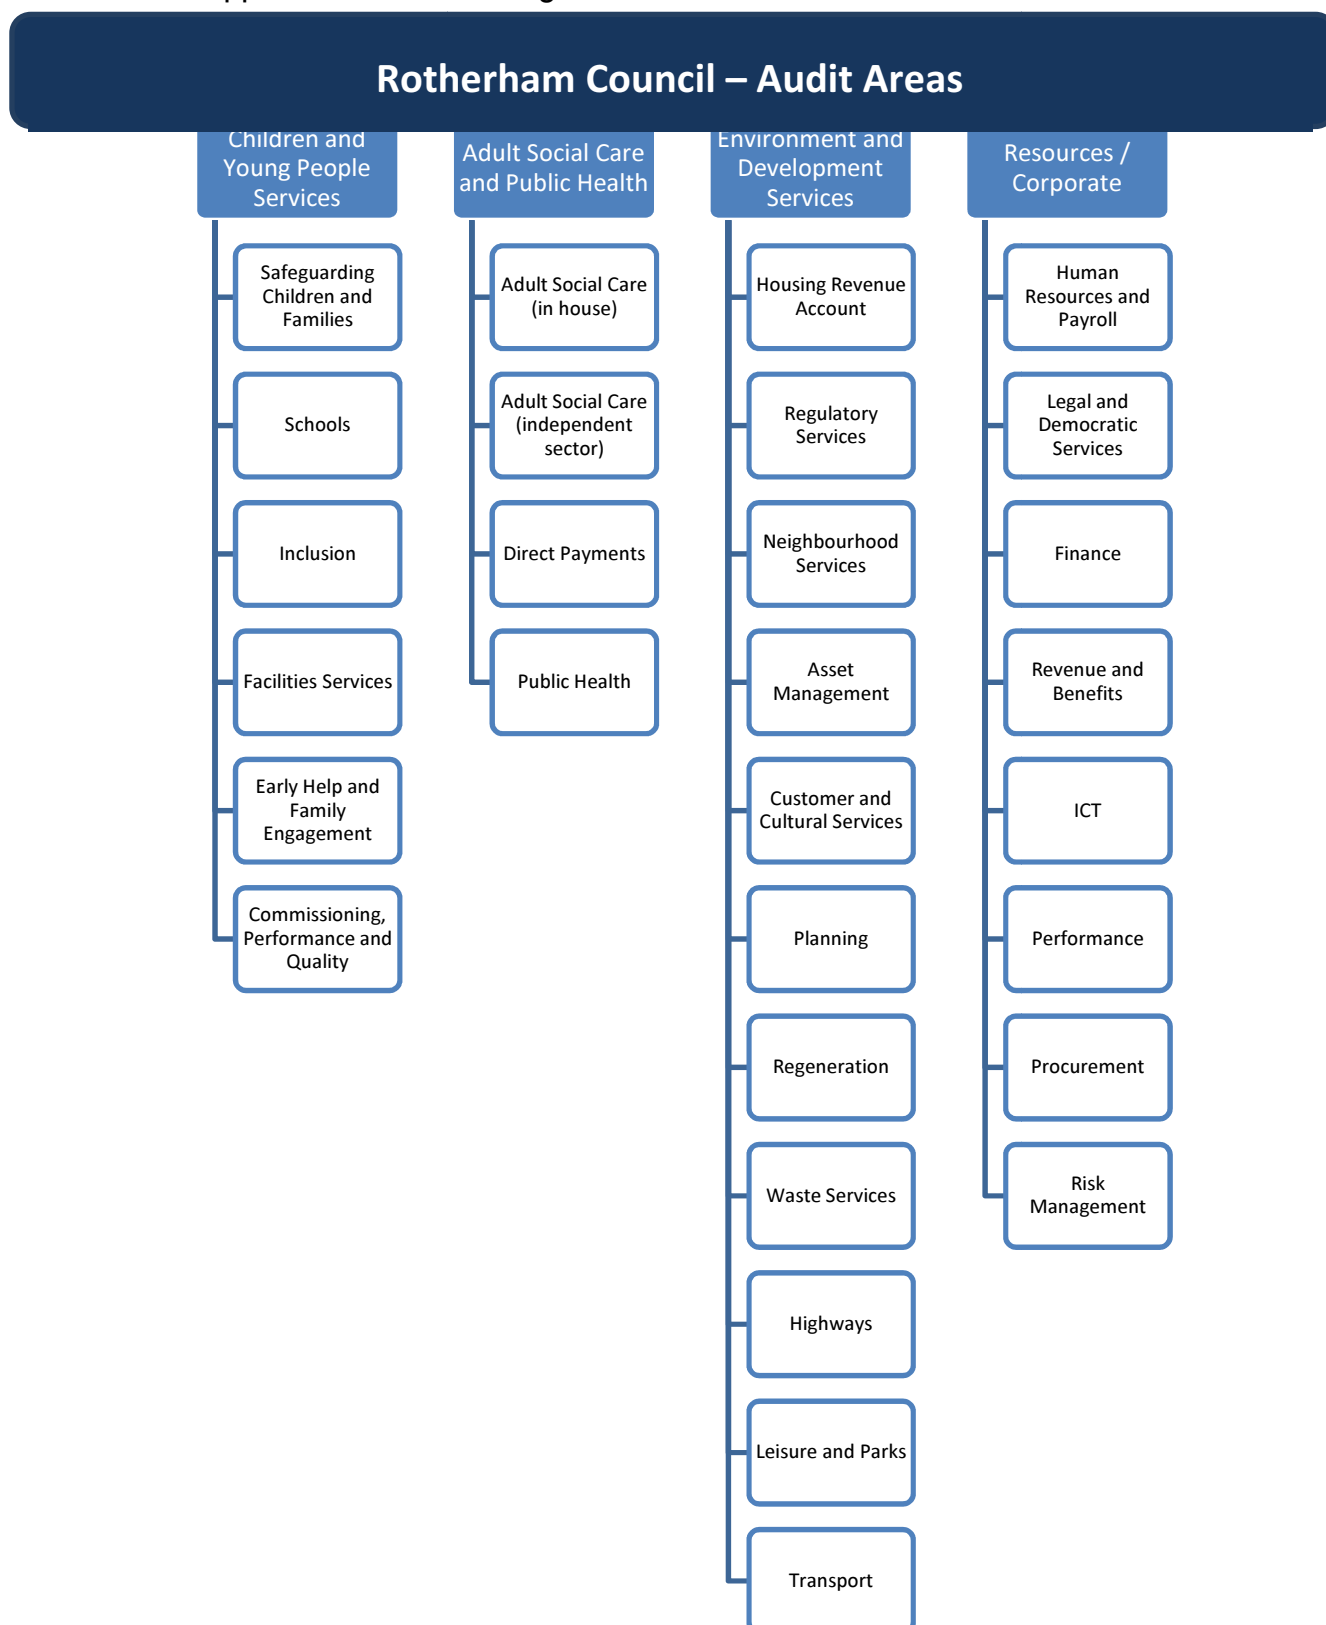 Rotherham Council – Audit Areas
Children and
Young People
Services
Safeguarding
Children and
Families
Schools
Inclusion
Facilities Services
Early Help and
Family
Engagement
Commissioning,
Performance and
Quality
Adult Social Care
and Public Health
Adult Social Care
(in house)
Adult Social Care
(independent
sector)
Direct Payments
Public Health
Environment and
Development
Services
Housing Revenue
Account
Regulatory
Services
Neighbourhood
Services
Asset
Management
Customer and
Cultural Services
Planning
Regeneration
Waste Services
Highways
Leisure and Parks
Transport
Resources /
Corporate
Human
Resources and
Payroll
Legal and
Democratic
Services
Finance
Revenue and
Benefits
ICT
Performance
Procurement
Risk
Management